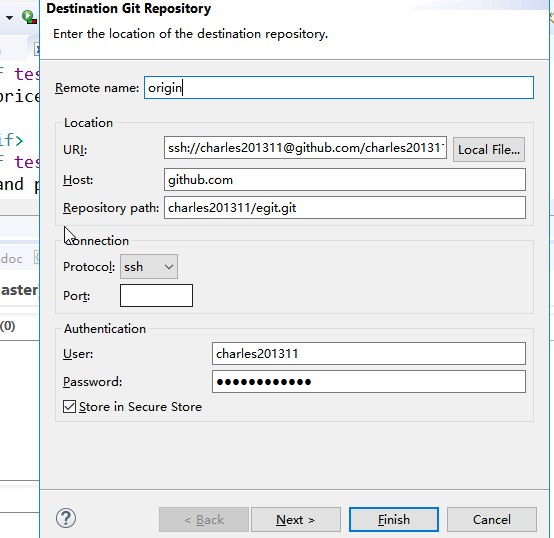 Destination Git Repository
Enter the location of the destination repository.
f tes
Remote name: origin
price
Location
if>
URI: ssh://charles201311@github.com/charles201311 Local File...
f tes
Host: github.com
and p
Repository path: charles201311/egit.git
Connection
doc
Protocol: ssh
aster
Port:
(0)
Authentication
User: charles201311
Password: ●●●●●●●●●●●●
Store in Secure Store
< Back Next > Finish Cancel